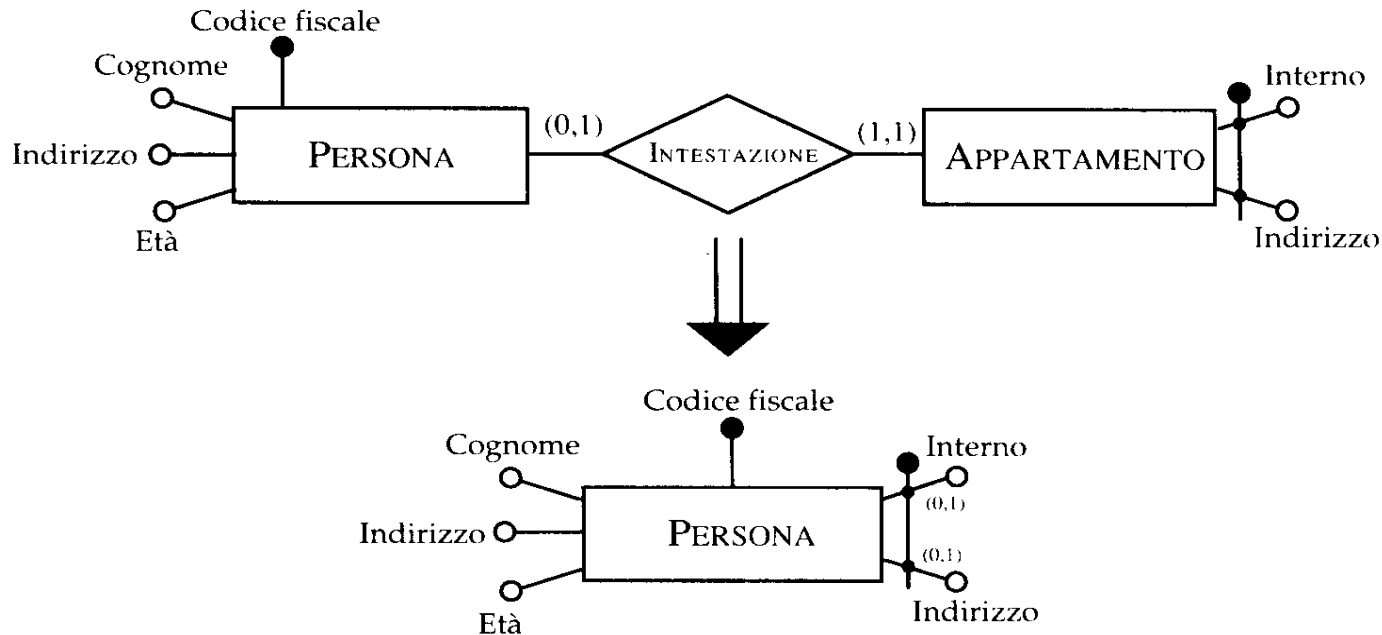 Codice fiscale
Cognome
Indirizzo
Età
PERSONA
(0,1)
INTESTAZIONE
(1,1)
APPARTAMENTO
Interno
Indirizzo
Codice fiscale
Cognome
Indirizzo
Età
PERSONA
Interno
(0,1)
(0,1)
Indirizzo